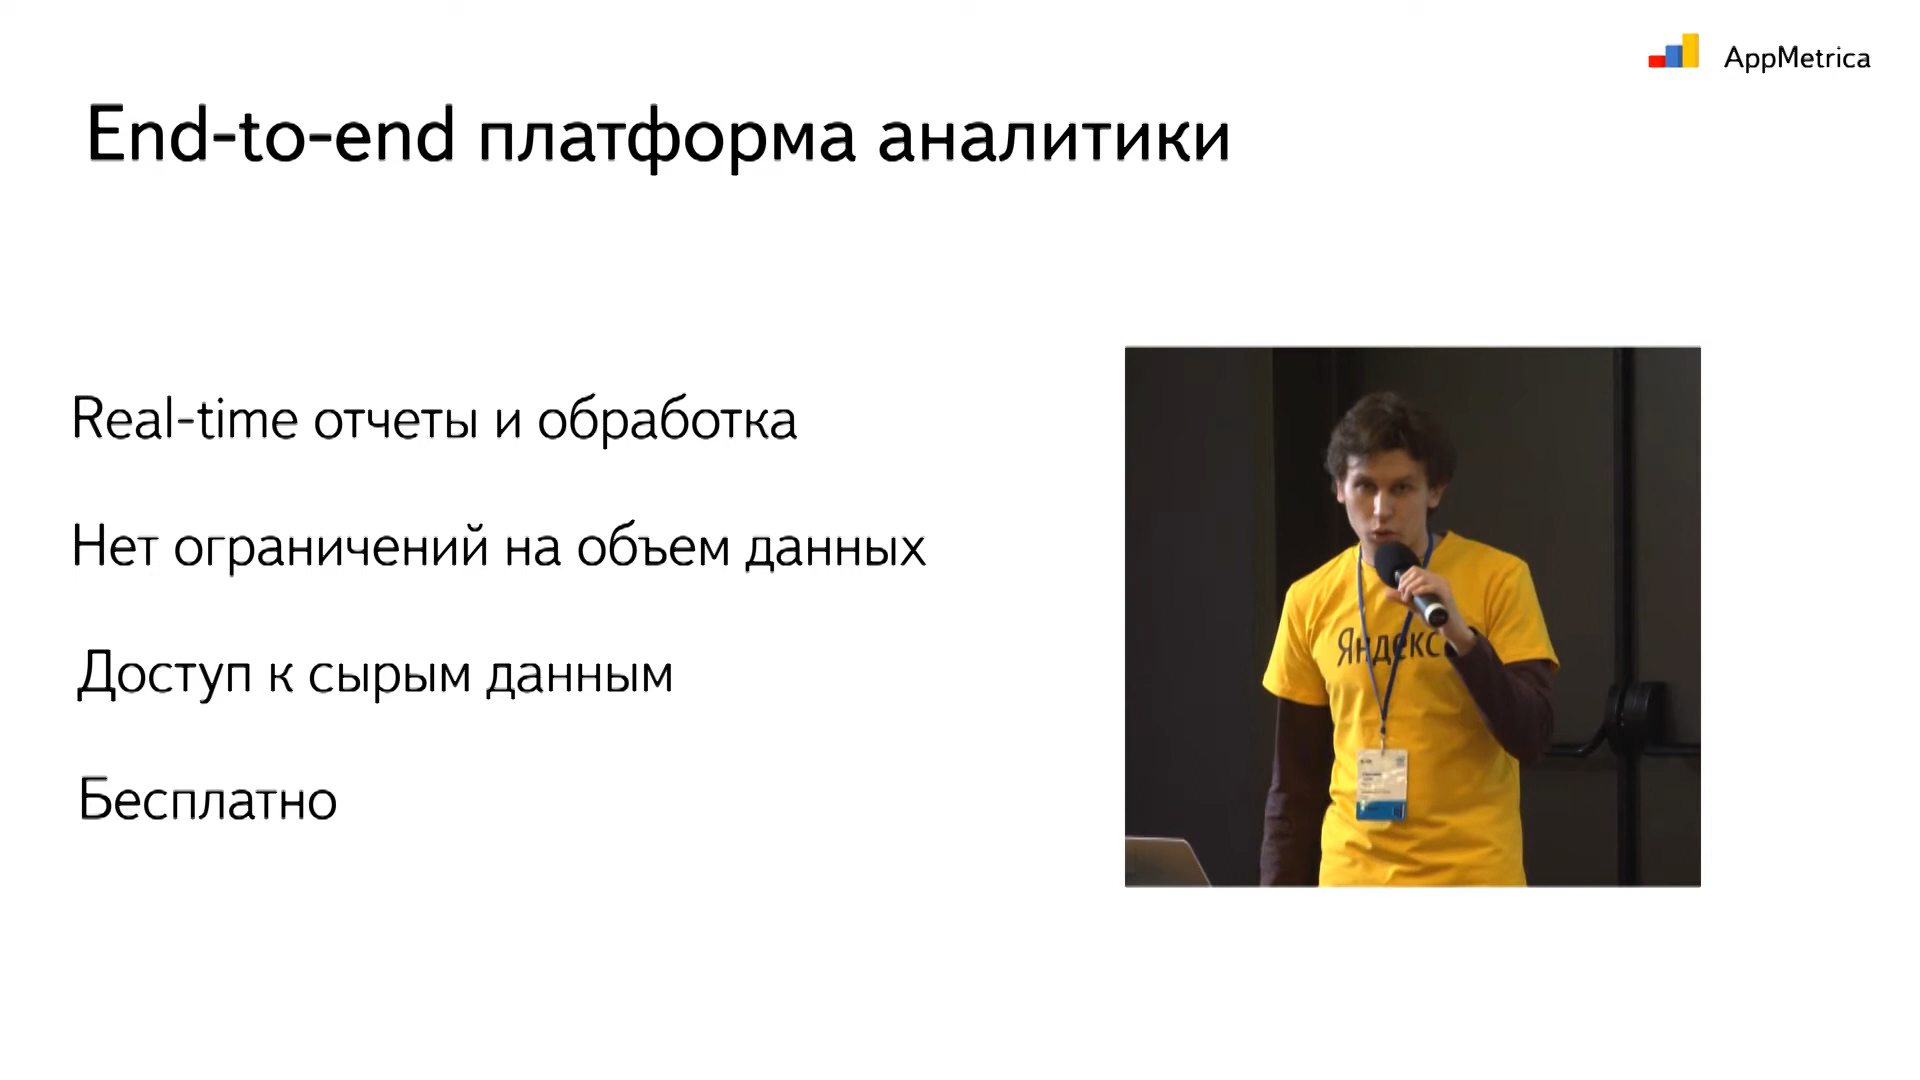 AppMetrica
End-to-end платформа аналитики
Real-time отчеты и обработка
Нет ограничений на объем данных
Доступ к сырым данным
Бесплатно
Яндекс